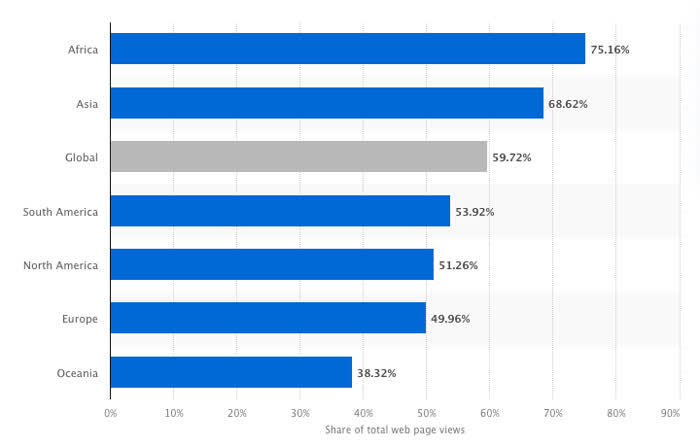 Africa 75.16%
Asia 68.62%
Global 59.72%
South America 53.92%
North America 51.26%
Europe 49.96%
Oceania 38.32%
0% 10% 20% 30% 40% 50% 60% 70% 80% 90%
Share of total web page views